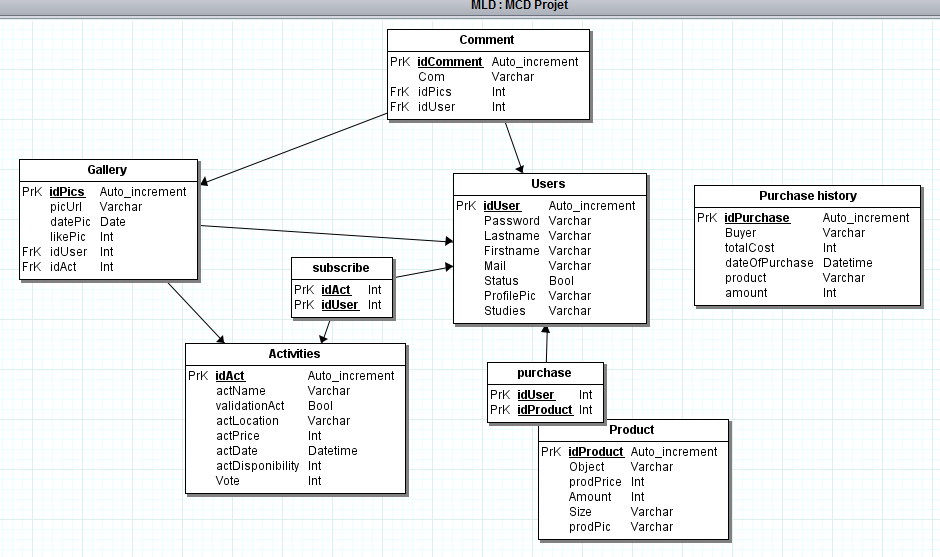 MLD : MCD Projet
Comment
PrK idComment Auto_increment
Com Varchar
FrK idPics Int
FrK idUser Int
Gallery
PrK idPics Auto_increment
picUrl Varchar
datePic Date
likePic Int
FrK idUser Int
FrK idAct Int
Users
PrK idUser Auto_increment
Password Varchar
Lastname Varchar
Firstname Varchar
Mail Varchar
Status Bool
ProfilePic Varchar
Studies Varchar
Purchase history
PrK idPurchase Auto_increment
Buyer Varchar
totalCost Int
dateOfPurchase Datetime
product Varchar
amount Int
subscribe
PrK idAct Int
PrK idUser Int
Activities
PrK idAct Auto_increment
actName Varchar
validationAct Bool
actLocation Varchar
actPrice Int
actDate Datetime
actDisponibility Int
Vote Int
purchase
PrK idUser Int
PrK idProduct Int
Product
PrK idProduct Auto_increment
Object Varchar
prodPrice Int
Amount Int
Size Varchar
prodPic Varchar